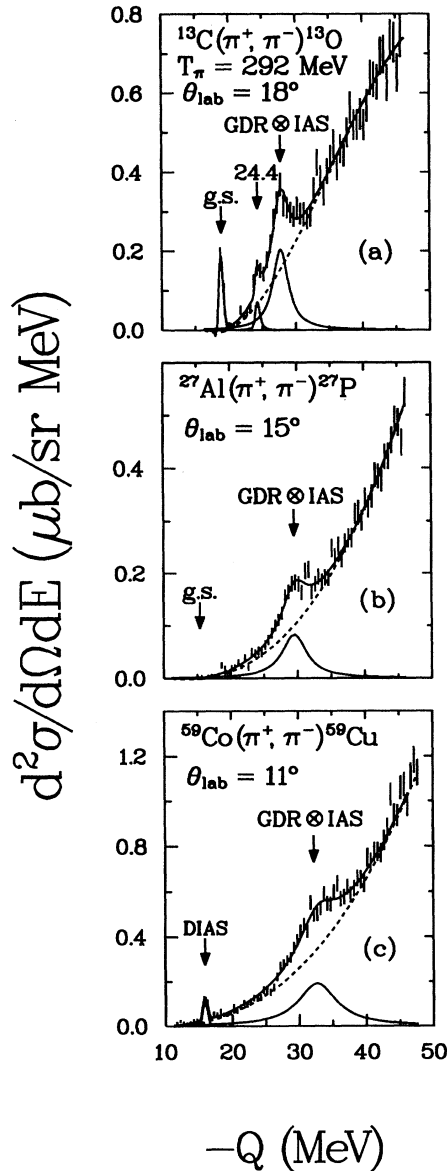 d²σ/dΩdE (μb/sr MeV)
¹³C(π⁺, π⁻)¹³O
T_π = 292 MeV
θ_lab = 18°
GDR⊗IAS
24.4
g.s.
(a)
0.8
0.6
0.4
0.2
0.0
²⁷Al(π⁺, π⁻)²⁷P
θ_lab = 15°
GDR⊗IAS
g.s.
(b)
0.4
0.2
0.0
⁵⁹Co(π⁺, π⁻)⁵⁹Cu
θ_lab = 11°
GDR⊗IAS
DIAS
(c)
1.2
0.8
0.4
0.0
10 20 30 40 50
−Q (MeV)